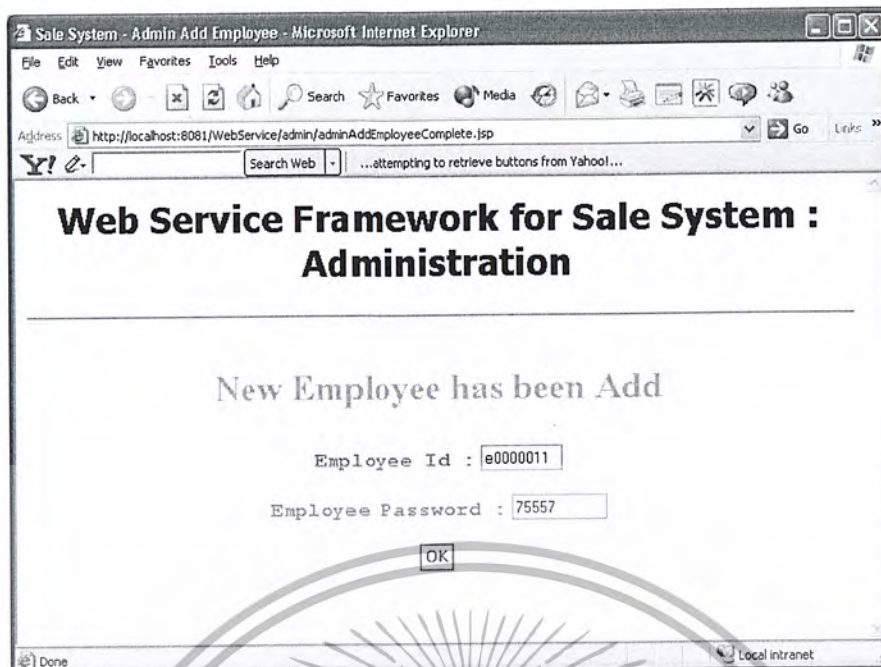 Sale System - Admin Add Employee - Microsoft Internet Explorer
File Edit View Favorites Tools Help
Back Search Favorites Media
Address http://localhost:8081/WebService/admin/adminAddEmployeeComplete.jsp Go Links »
Y! Search Web ...attempting to retrieve buttons from Yahoo!...
Web Service Framework for Sale System :
Administration
New Employee has been Add
Employee Id : e0000011
Employee Password : 75557
OK
Done Local intranet